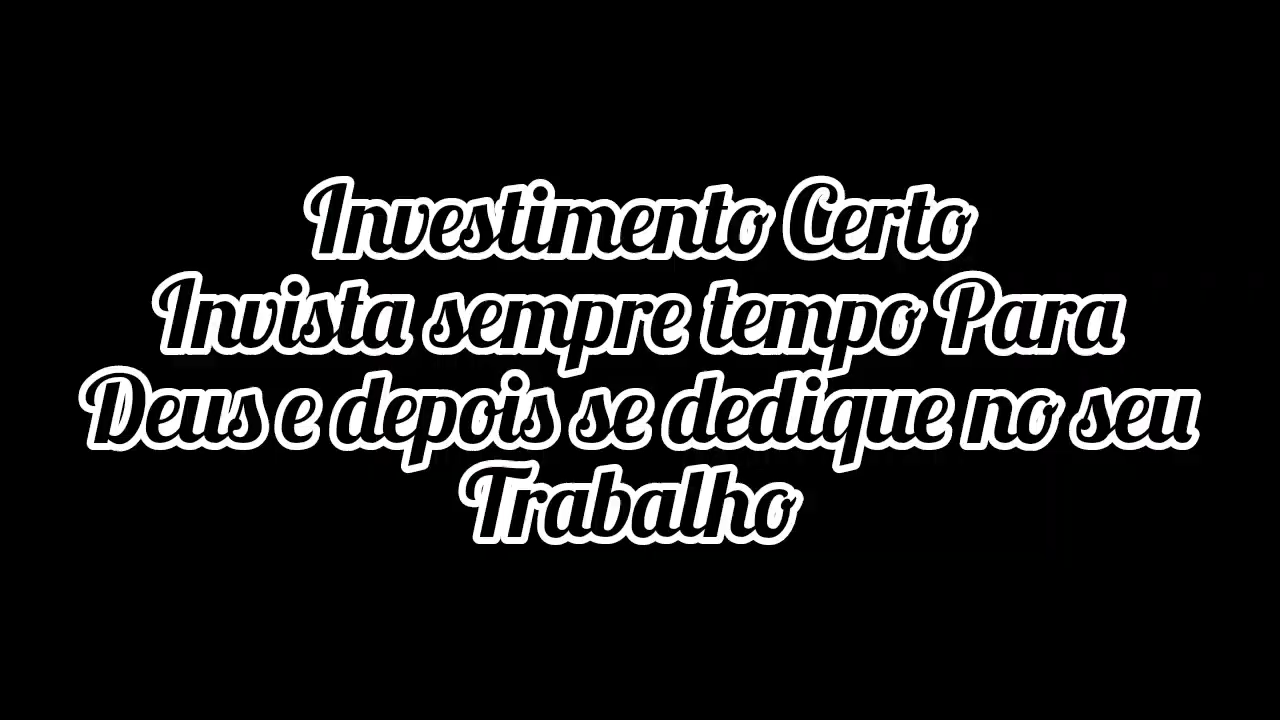 Investimento Certo
Invista sempre tempo Para
Deus e depois se dedique no seu
Trabalho